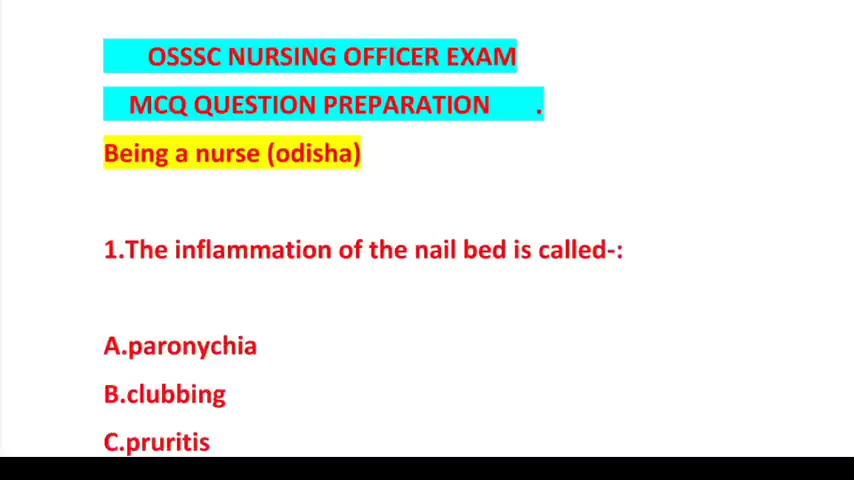 OSSSC NURSING OFFICER EXAM
MCQ QUESTION PREPARATION .
Being a nurse (odisha)
1.The inflammation of the nail bed is called-:
A.paronychia
B.clubbing
C.pruritis